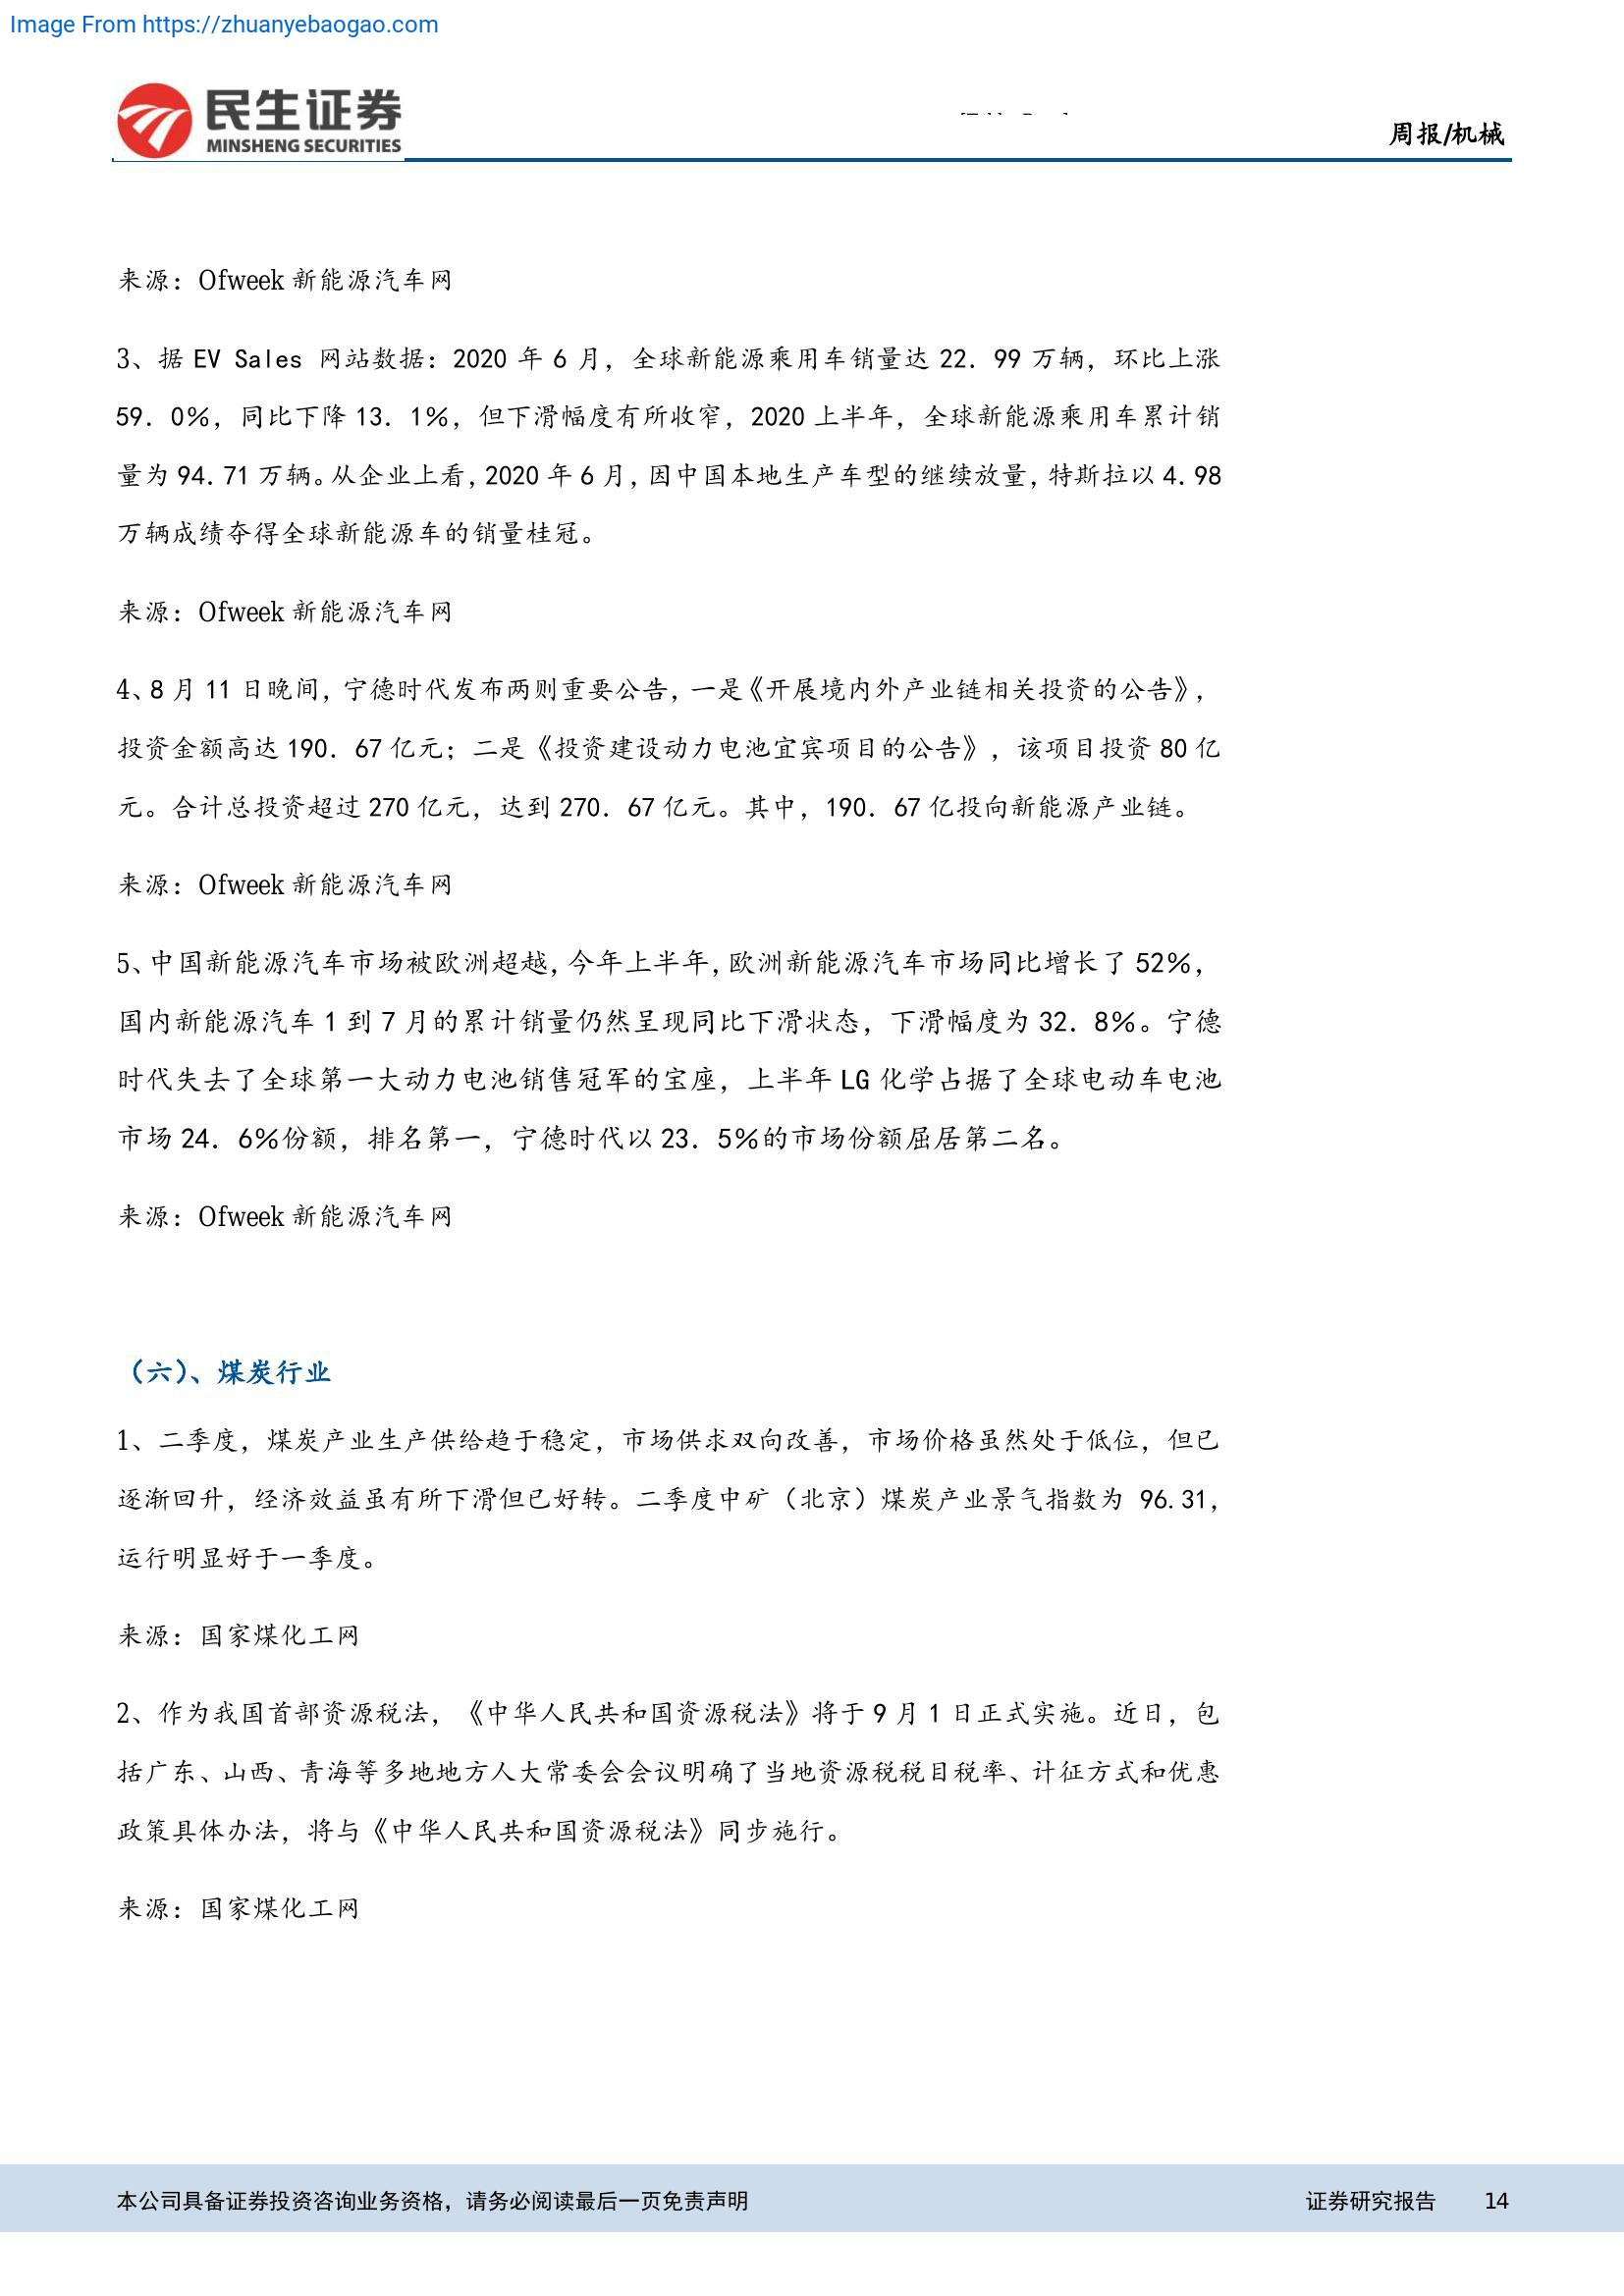 Image From https://zhuanyebaogao.com
民生证券
MINSHENG SECURITIES
周报/机械
来源：Ofweek 新能源汽车网
3、据 EV Sales 网站数据：2020 年 6 月，全球新能源乘用车销量达 22．99 万辆，环比上涨
59．0%，同比下降 13．1%，但下滑幅度有所收窄，2020 上半年，全球新能源乘用车累计销
量为 94．71 万辆。从企业上看，2020 年 6 月，因中国本地生产车型的继续放量，特斯拉以 4．98
万辆成绩夺得全球新能源车的销量桂冠。
来源：Ofweek 新能源汽车网
4、8 月 11 日晚间，宁德时代发布两则重要公告，一是《开展境内外产业链相关投资的公告》，
投资金额高达 190．67 亿元；二是《投资建设动力电池宜宾项目的公告》，该项目投资 80 亿
元。合计总投资超过 270 亿元，达到 270．67 亿元。其中，190．67 亿投向新能源产业链。
来源：Ofweek 新能源汽车网
5、中国新能源汽车市场被欧洲超越，今年上半年，欧洲新能源汽车市场同比增长了 52%，
国内新能源汽车 1 到 7 月的累计销量仍然呈现同比下滑状态，下滑幅度为 32．8%。宁德
时代失去了全球第一大动力电池销售冠军的宝座，上半年 LG 化学占据了全球电动车电池
市场 24．6%份额，排名第一，宁德时代以 23．5%的市场份额屈居第二名。
来源：Ofweek 新能源汽车网
（六）、煤炭行业
1、二季度，煤炭产业生产供给趋于稳定，市场供求双向改善，市场价格虽然处于低位，但已
逐渐回升，经济效益虽有所下滑但已好转。二季度中矿（北京）煤炭产业景气指数为 96.31，
运行明显好于一季度。
来源：国家煤化工网
2、作为我国首部资源税法，《中华人民共和国资源税法》将于 9 月 1 日正式实施。近日，包
括广东、山西、青海等多地地方人大常委会会议明确了当地资源税税目税率、计征方式和优惠
政策具体办法，将与《中华人民共和国资源税法》同步施行。
来源：国家煤化工网
本公司具备证券投资咨询业务资格，请务必阅读最后一页免责声明
证券研究报告 14